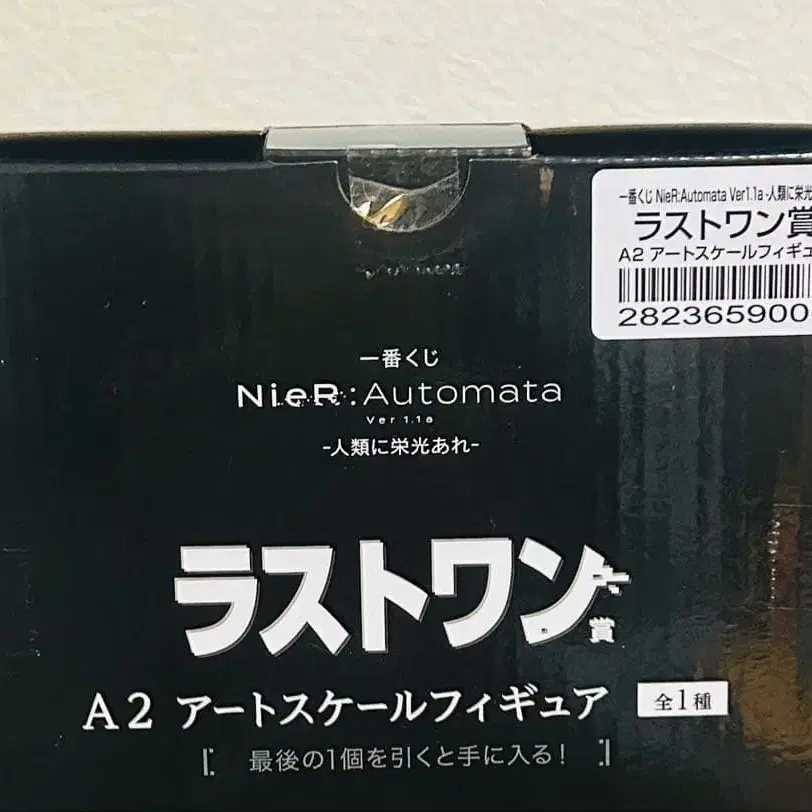 一番くじ NieR:Automata Ver1.1a -人類に栄光
ラストワン賞
A2 アートスケールフィギュ
282365900
一番くじ
NieR:Automata
Ver 1.1a
-人類に栄光あれ-
ラストワン賞
A2 アートスケールフィギュア 全1種
[: 最後の1個を引くと手に入る! :]